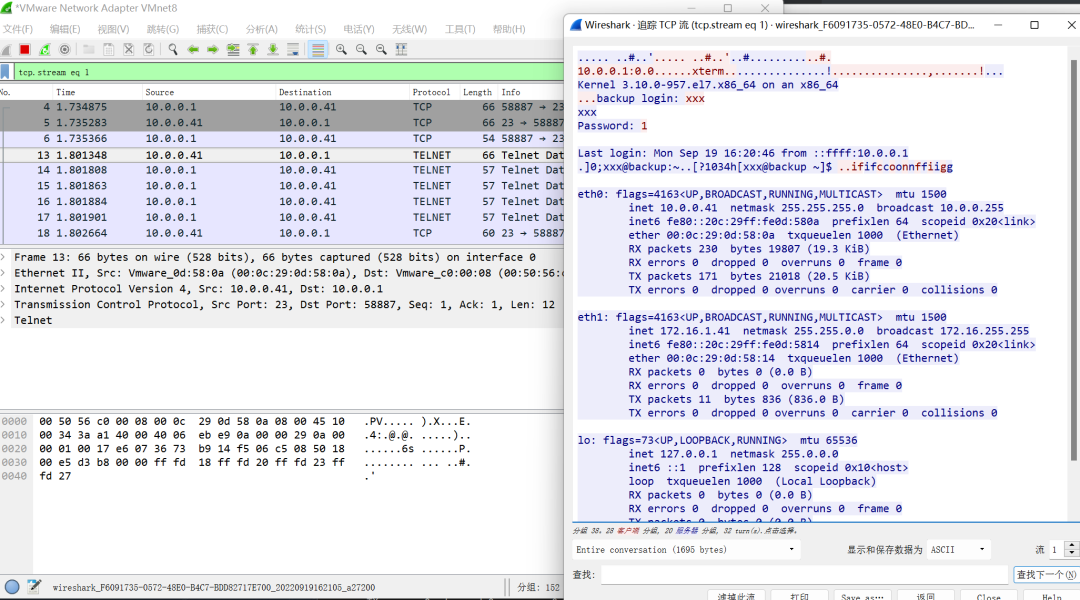 *VMware Network Adapter VMnet8
文件(F) 编辑(E) 视图(V) 跳转(G) 捕获(C) 分析(A) 统计(S) 电话(Y) 无线(W) 工具(T) 帮助(H)
tcp.stream eq 1
No. Time Source Destination Protocol Length Info
4 1.734875 10.0.0.1 10.0.0.41 TCP 66 58887 → 23
5 1.735283 10.0.0.41 10.0.0.1 TCP 66 23 → 58887
6 1.735366 10.0.0.1 10.0.0.41 TCP 54 58887 → 23
13 1.801348 10.0.0.41 10.0.0.1 TELNET 66 Telnet Dat
14 1.801808 10.0.0.1 10.0.0.41 TELNET 57 Telnet Dat
15 1.801863 10.0.0.1 10.0.0.41 TELNET 57 Telnet Dat
16 1.801884 10.0.0.1 10.0.0.41 TELNET 57 Telnet Dat
17 1.801901 10.0.0.1 10.0.0.41 TELNET 57 Telnet Dat
18 1.802664 10.0.0.41 10.0.0.1 TCP 60 23 → 5888
Frame 13: 66 bytes on wire (528 bits), 66 bytes captured (528 bits) on interface 0
Ethernet II, Src: Vmware_0d:58:0a (00:0c:29:0d:58:0a), Dst: Vmware_c0:00:08 (00:50:56:c
Internet Protocol Version 4, Src: 10.0.0.41, Dst: 10.0.0.1
Transmission Control Protocol, Src Port: 23, Dst Port: 58887, Seq: 1, Ack: 1, Len: 12
Telnet
0000 00 50 56 c0 00 08 00 0c 29 0d 58 0a 08 00 45 10 .PV..... ).X...E.
0010 00 34 3a a1 40 00 40 06 eb e9 0a 00 00 29 0a 00 .4:.@.@. .....)..
0020 00 01 00 17 e6 07 36 73 b9 14 f5 06 c5 08 50 18 ......6s ......P.
0030 00 e5 d3 b8 00 00 ff fd 18 ff fd 20 ff fd 23 ff ........ ... ..#.
0040 fd 27 .'
wireshark_F6091735-0572-48E0-B4C7-BDD82717E700_20220919162105_a27200 分组: 152
Wireshark · 追踪 TCP 流 (tcp.stream eq 1) · wireshark_F6091735-0572-48E0-B4C7-BD...
..... ..#..'..... ..#..'..#...........#.
10.0.0.1:0.0......xterm...............!..............,.......!...
Kernel 3.10.0-957.el7.x86_64 on an x86_64
...backup login: xxx
xxx
Password: 1
Last login: Mon Sep 19 16:20:46 from ::ffff:10.0.0.1
.]0;xxx@backup:~..[?1034h[xxx@backup ~]$ ..ififccoonnffiigg
eth0: flags=4163<UP,BROADCAST,RUNNING,MULTICAST> mtu 1500
inet 10.0.0.41 netmask 255.255.255.0 broadcast 10.0.0.255
inet6 fe80::20c:29ff:fe0d:580a prefixlen 64 scopeid 0x20<link>
ether 00:0c:29:0d:58:0a txqueuelen 1000 (Ethernet)
RX packets 230 bytes 19807 (19.3 KiB)
RX errors 0 dropped 0 overruns 0 frame 0
TX packets 171 bytes 21018 (20.5 KiB)
TX errors 0 dropped 0 overruns 0 carrier 0 collisions 0
eth1: flags=4163<UP,BROADCAST,RUNNING,MULTICAST> mtu 1500
inet 172.16.1.41 netmask 255.255.0.0 broadcast 172.16.255.255
inet6 fe80::20c:29ff:fe0d:5814 prefixlen 64 scopeid 0x20<link>
ether 00:0c:29:0d:58:14 txqueuelen 1000 (Ethernet)
RX packets 0 bytes 0 (0.0 B)
RX errors 0 dropped 0 overruns 0 frame 0
TX packets 11 bytes 836 (836.0 B)
TX errors 0 dropped 0 overruns 0 carrier 0 collisions 0
lo: flags=73<UP,LOOPBACK,RUNNING> mtu 65536
inet 127.0.0.1 netmask 255.0.0.0
inet6 ::1 prefixlen 128 scopeid 0x10<host>
loop txqueuelen 1000 (Local Loopback)
RX packets 0 bytes 0 (0.0 B)
RX errors 0 dropped 0 overruns 0 frame 0
TX packets 0 bytes 0 (0.0 B)
分组 38。28 客户端 分组, 20 服务器 分组, 32 turn(s).点击选择。
Entire conversation (1695 bytes) 显示和保存数据为 ASCII 流 1
查找: 查找下一个(N)
滤掉此流 打印 Save as… 返回 Close Help